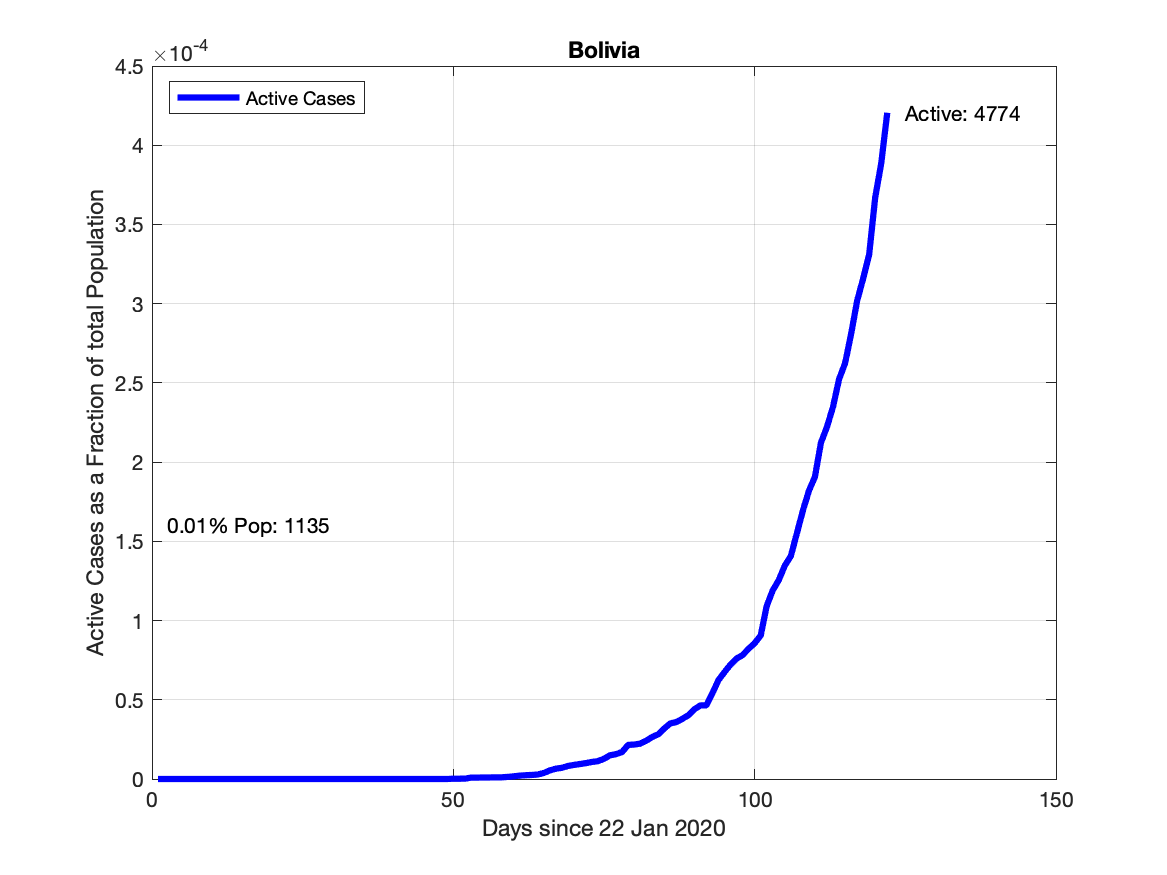 Bolivia
×10-4
4.5
4
3.5
3
2.5
2
1.5
1
0.5
0
Active Cases as a Fraction of total Population
Active Cases
Active: 4774
0.01% Pop: 1135
0
50
100
150
Days since 22 Jan 2020